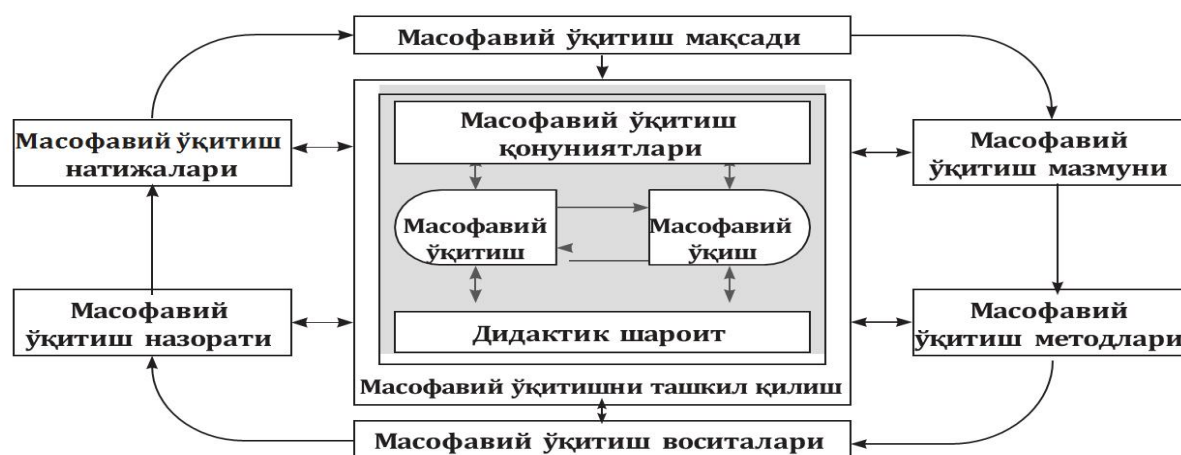 Масофавий ўқитиш мақсади
Масофавий ўқитиш
қонуниятлари
Масофавий ўқитиш
натижалари
Масофавий
ўқитиш мазмуни
Масофавий
ўқитиш
Масофавий
ўқиш
Масофавий
ўқитиш назорати
Дидактик шароит
Масофавий
ўқитиш методлари
Масофавий ўқитишни ташкил қилиш
Масофавий ўқитиш воситалари